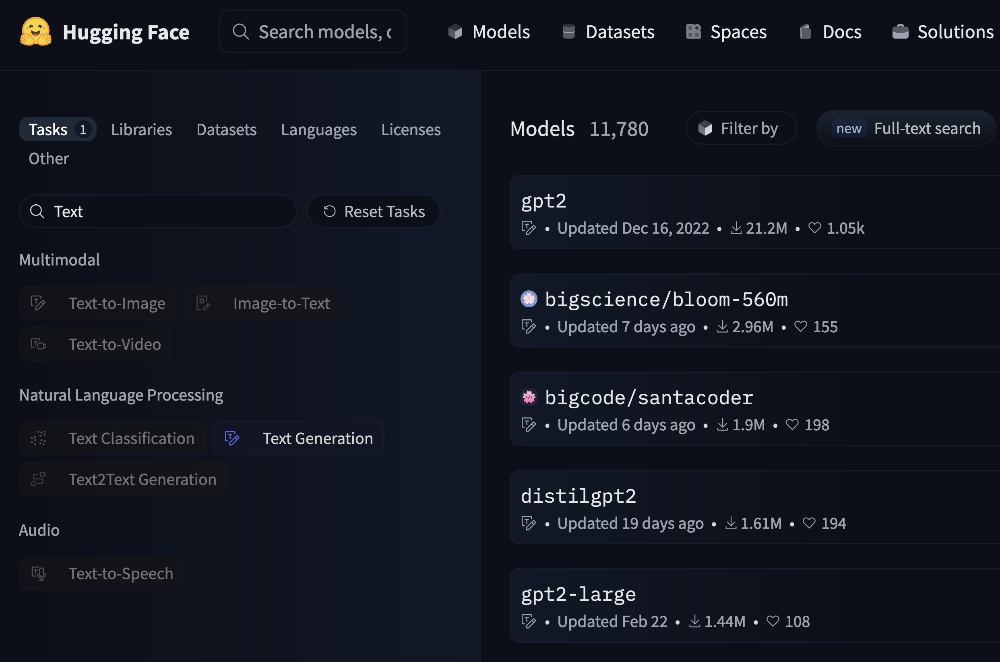 Hugging Face
Search models, d
Models
Datasets
Spaces
Docs
Solutions
Tasks 1
Libraries
Datasets
Languages
Licenses
Other
Text
Reset Tasks
Multimodal
Text-to-Image
Image-to-Text
Text-to-Video
Natural Language Processing
Text Classification
Text Generation
Text2Text Generation
Audio
Text-to-Speech
Models 11,780
Filter by
new Full-text search
gpt2
• Updated Dec 16, 2022 • 21.2M • 1.05k
bigscience/bloom-560m
• Updated 7 days ago • 2.96M • 155
bigcode/santacoder
• Updated 6 days ago • 1.9M • 198
distilgpt2
• Updated 19 days ago • 1.61M • 194
gpt2-large
• Updated Feb 22 • 1.44M • 108